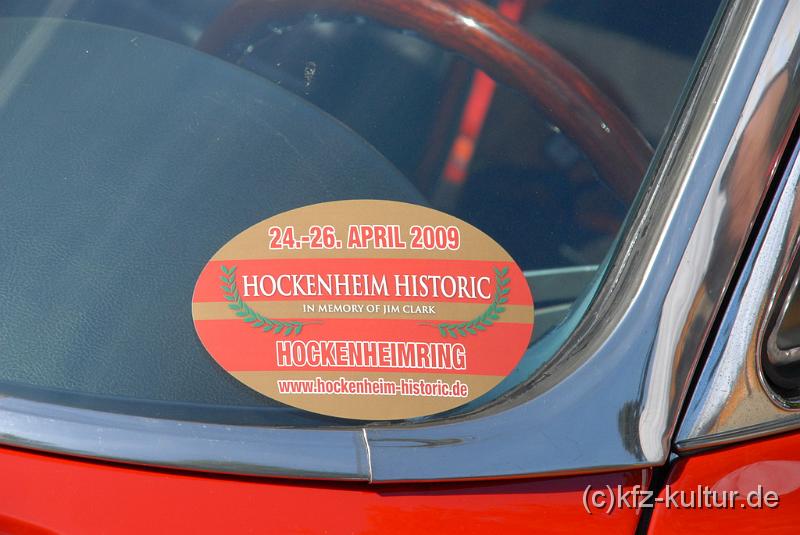 24.-26. APRIL 2009
HOCKENHEIM HISTORIC
IN MEMORY OF JIM CLARK
HOCKENHEIMRING
www.hockenheim-historic.de
(c)kfz-kultur.de